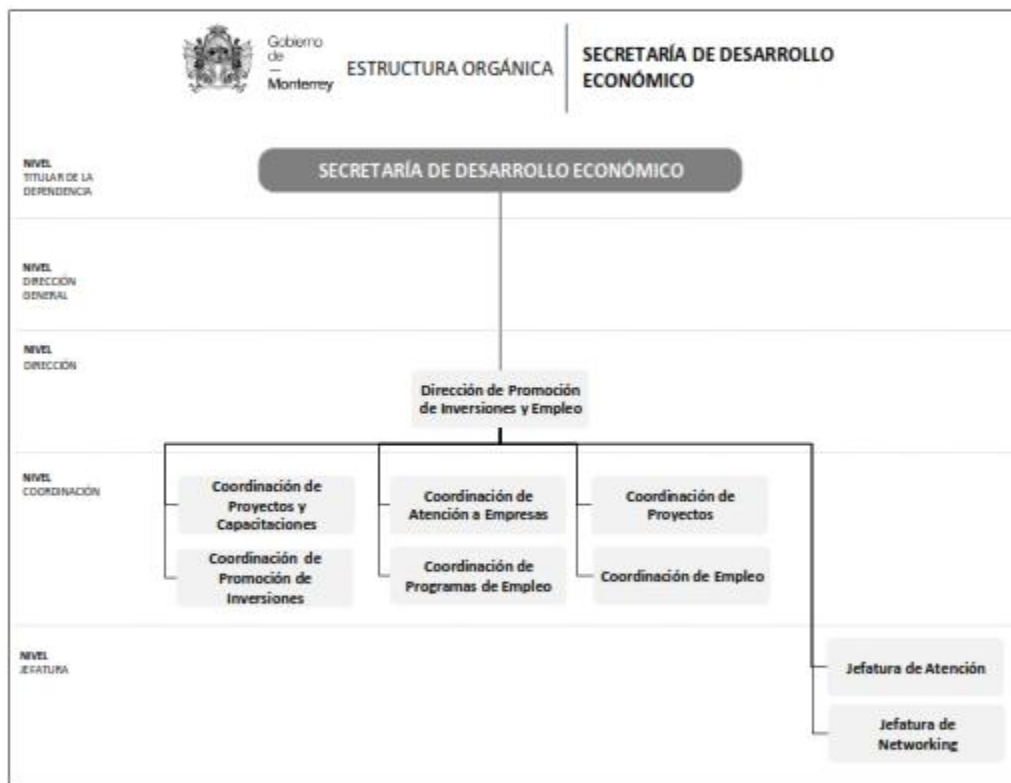 Gobierno
de
—
Monterrey
ESTRUCTURA ORGÁNICA
SECRETARÍA DE DESARROLLO
ECONÓMICO
NIVEL
TITULAR DE LA
DEPENDENCIA
SECRETARÍA DE DESARROLLO ECONÓMICO
NIVEL
DIRECCIÓN
GENERAL
NIVEL
DIRECCIÓN
Dirección de Promoción
de Inversiones y Empleo
NIVEL
COORDINACIÓN
Coordinación de
Proyectos y
Capacitaciones
Coordinación de
Atención a Empresas
Coordinación de
Proyectos
Coordinación de
Promoción de
Inversiones
Coordinación de
Programas de Empleo
Coordinación de Empleo
NIVEL
JEFATURA
Jefatura de Atención
Jefatura de
Networking